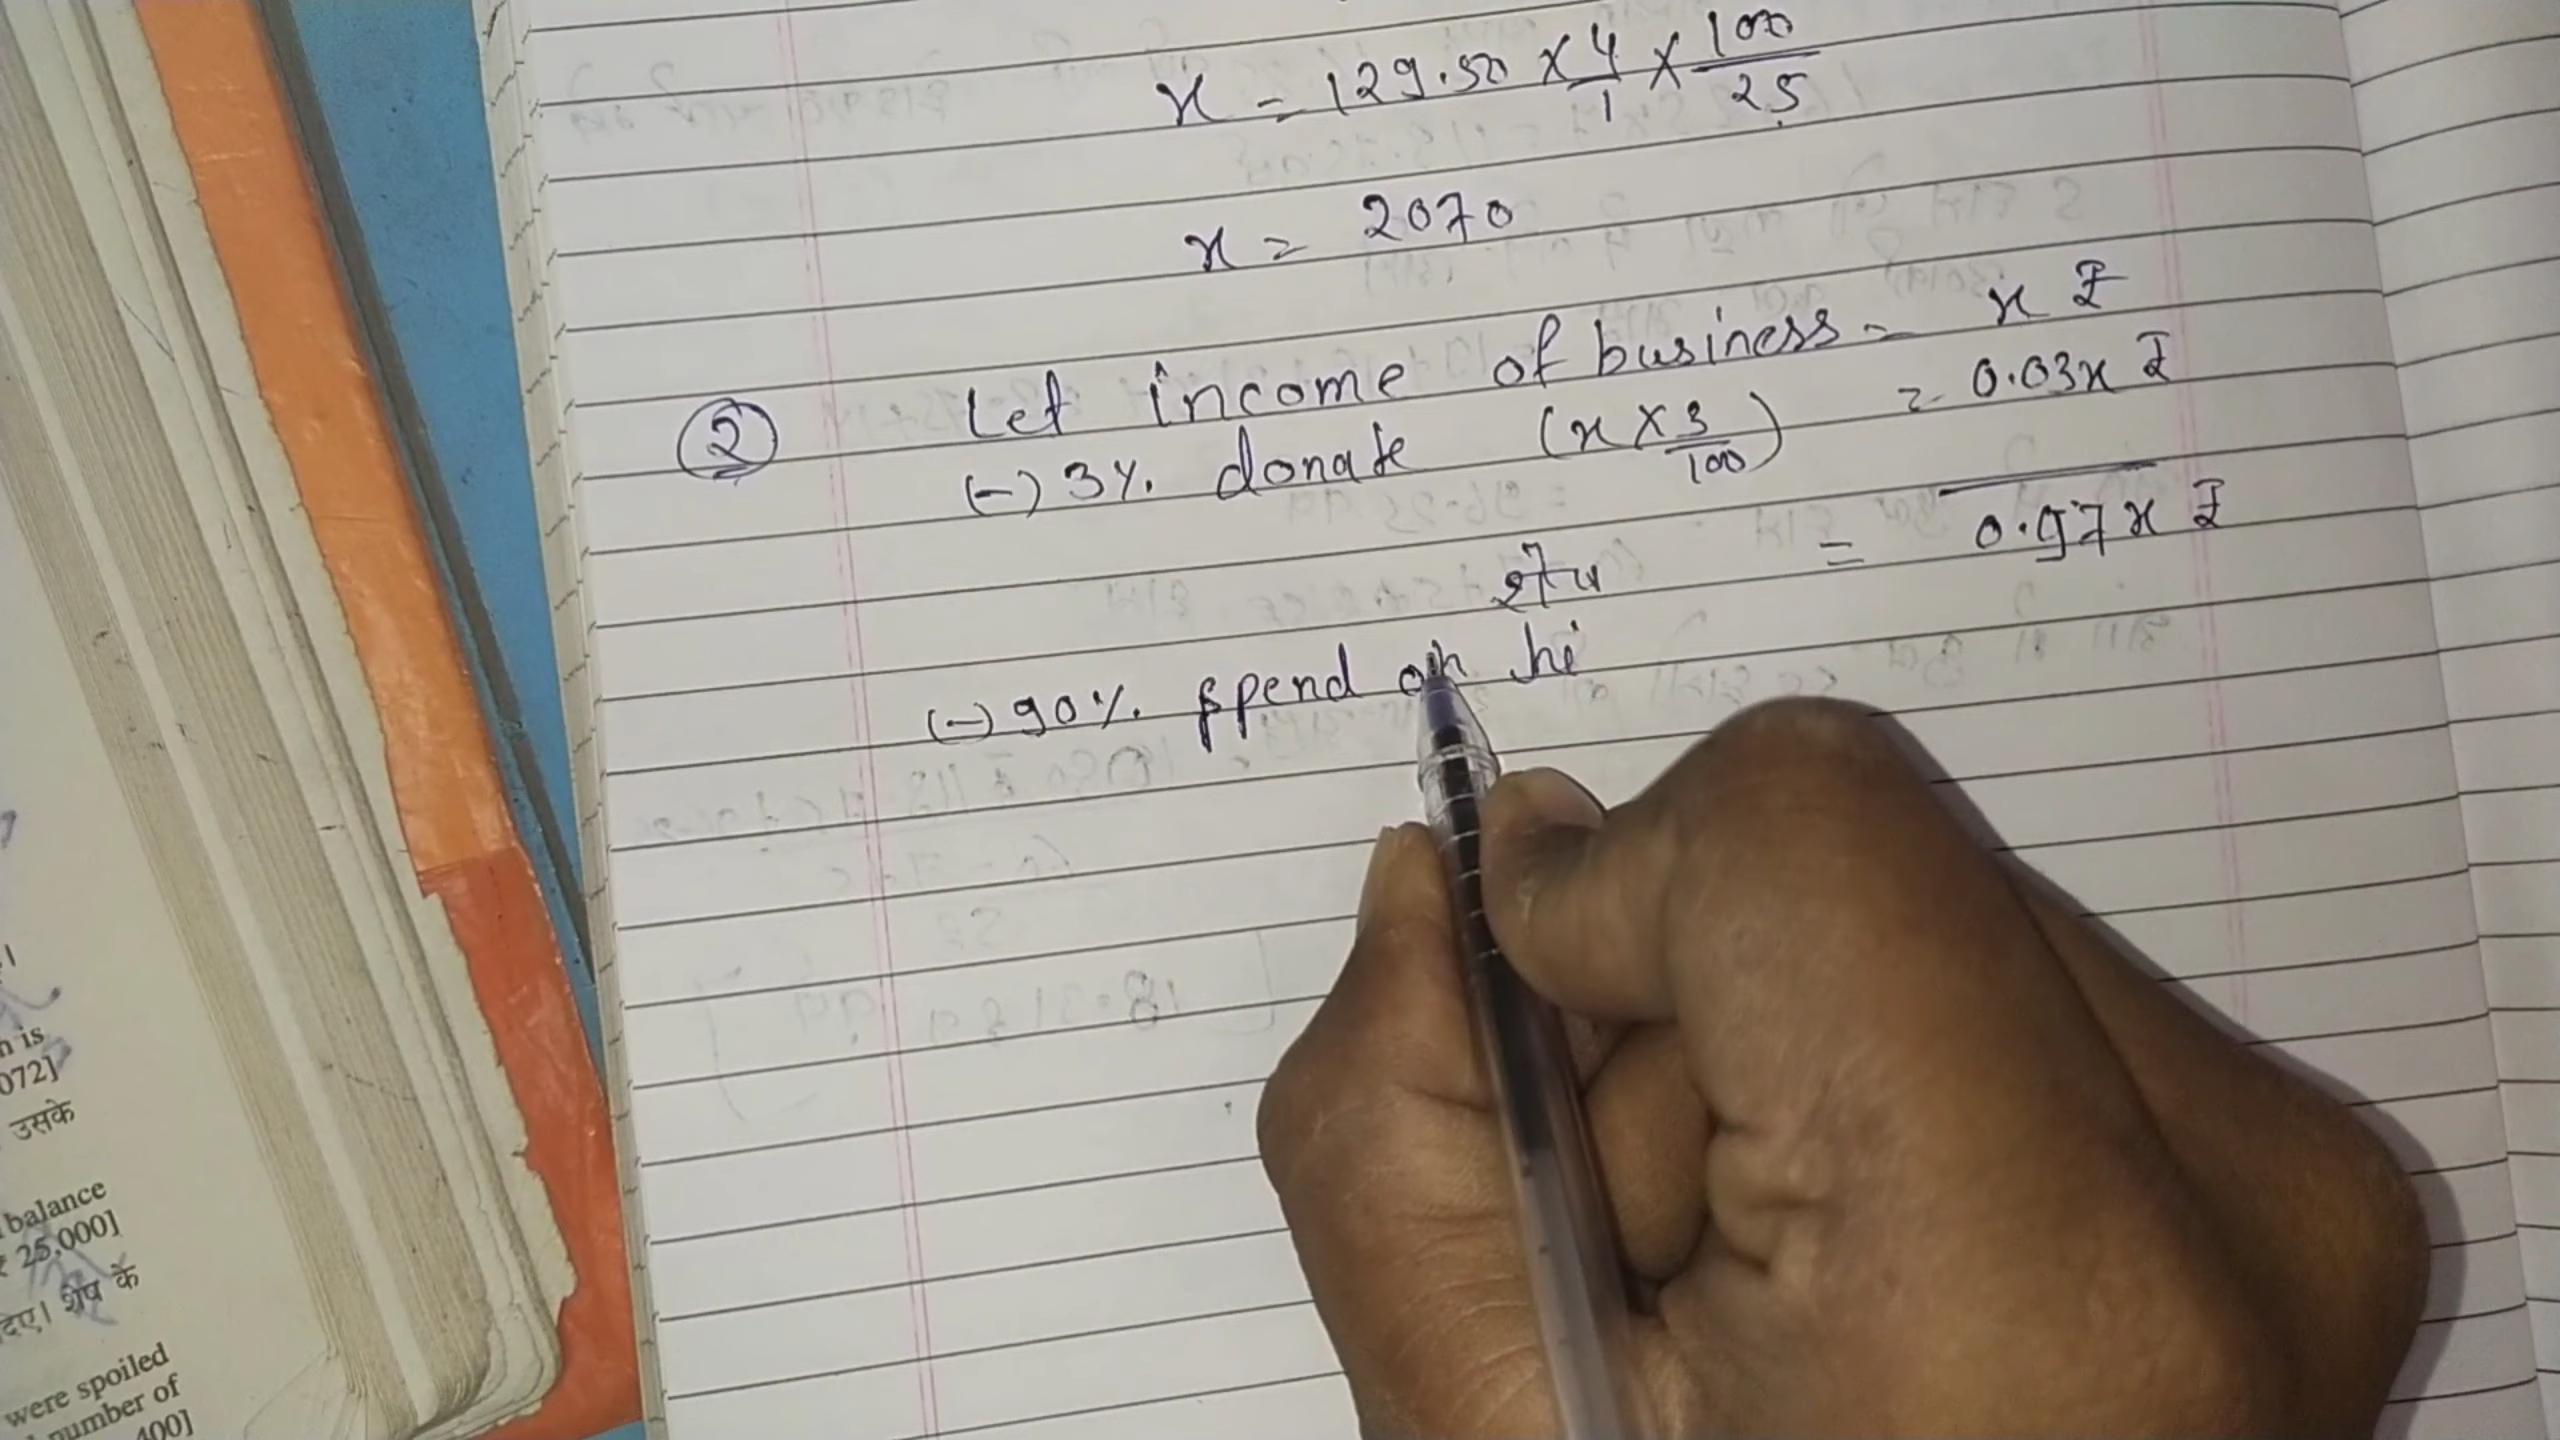 x = 129.50 × 4/1 × 100/25
x = 2070
② Let income of business = x ₹
(-) 3%. donate (x × 3/100) = 0.03x ₹
शेष = 0.97x ₹
(-) 90%. spend on hi
is
072]
उसके
balance
₹ 25,000]
दिए। शेष के
were spoiled
number of
400]